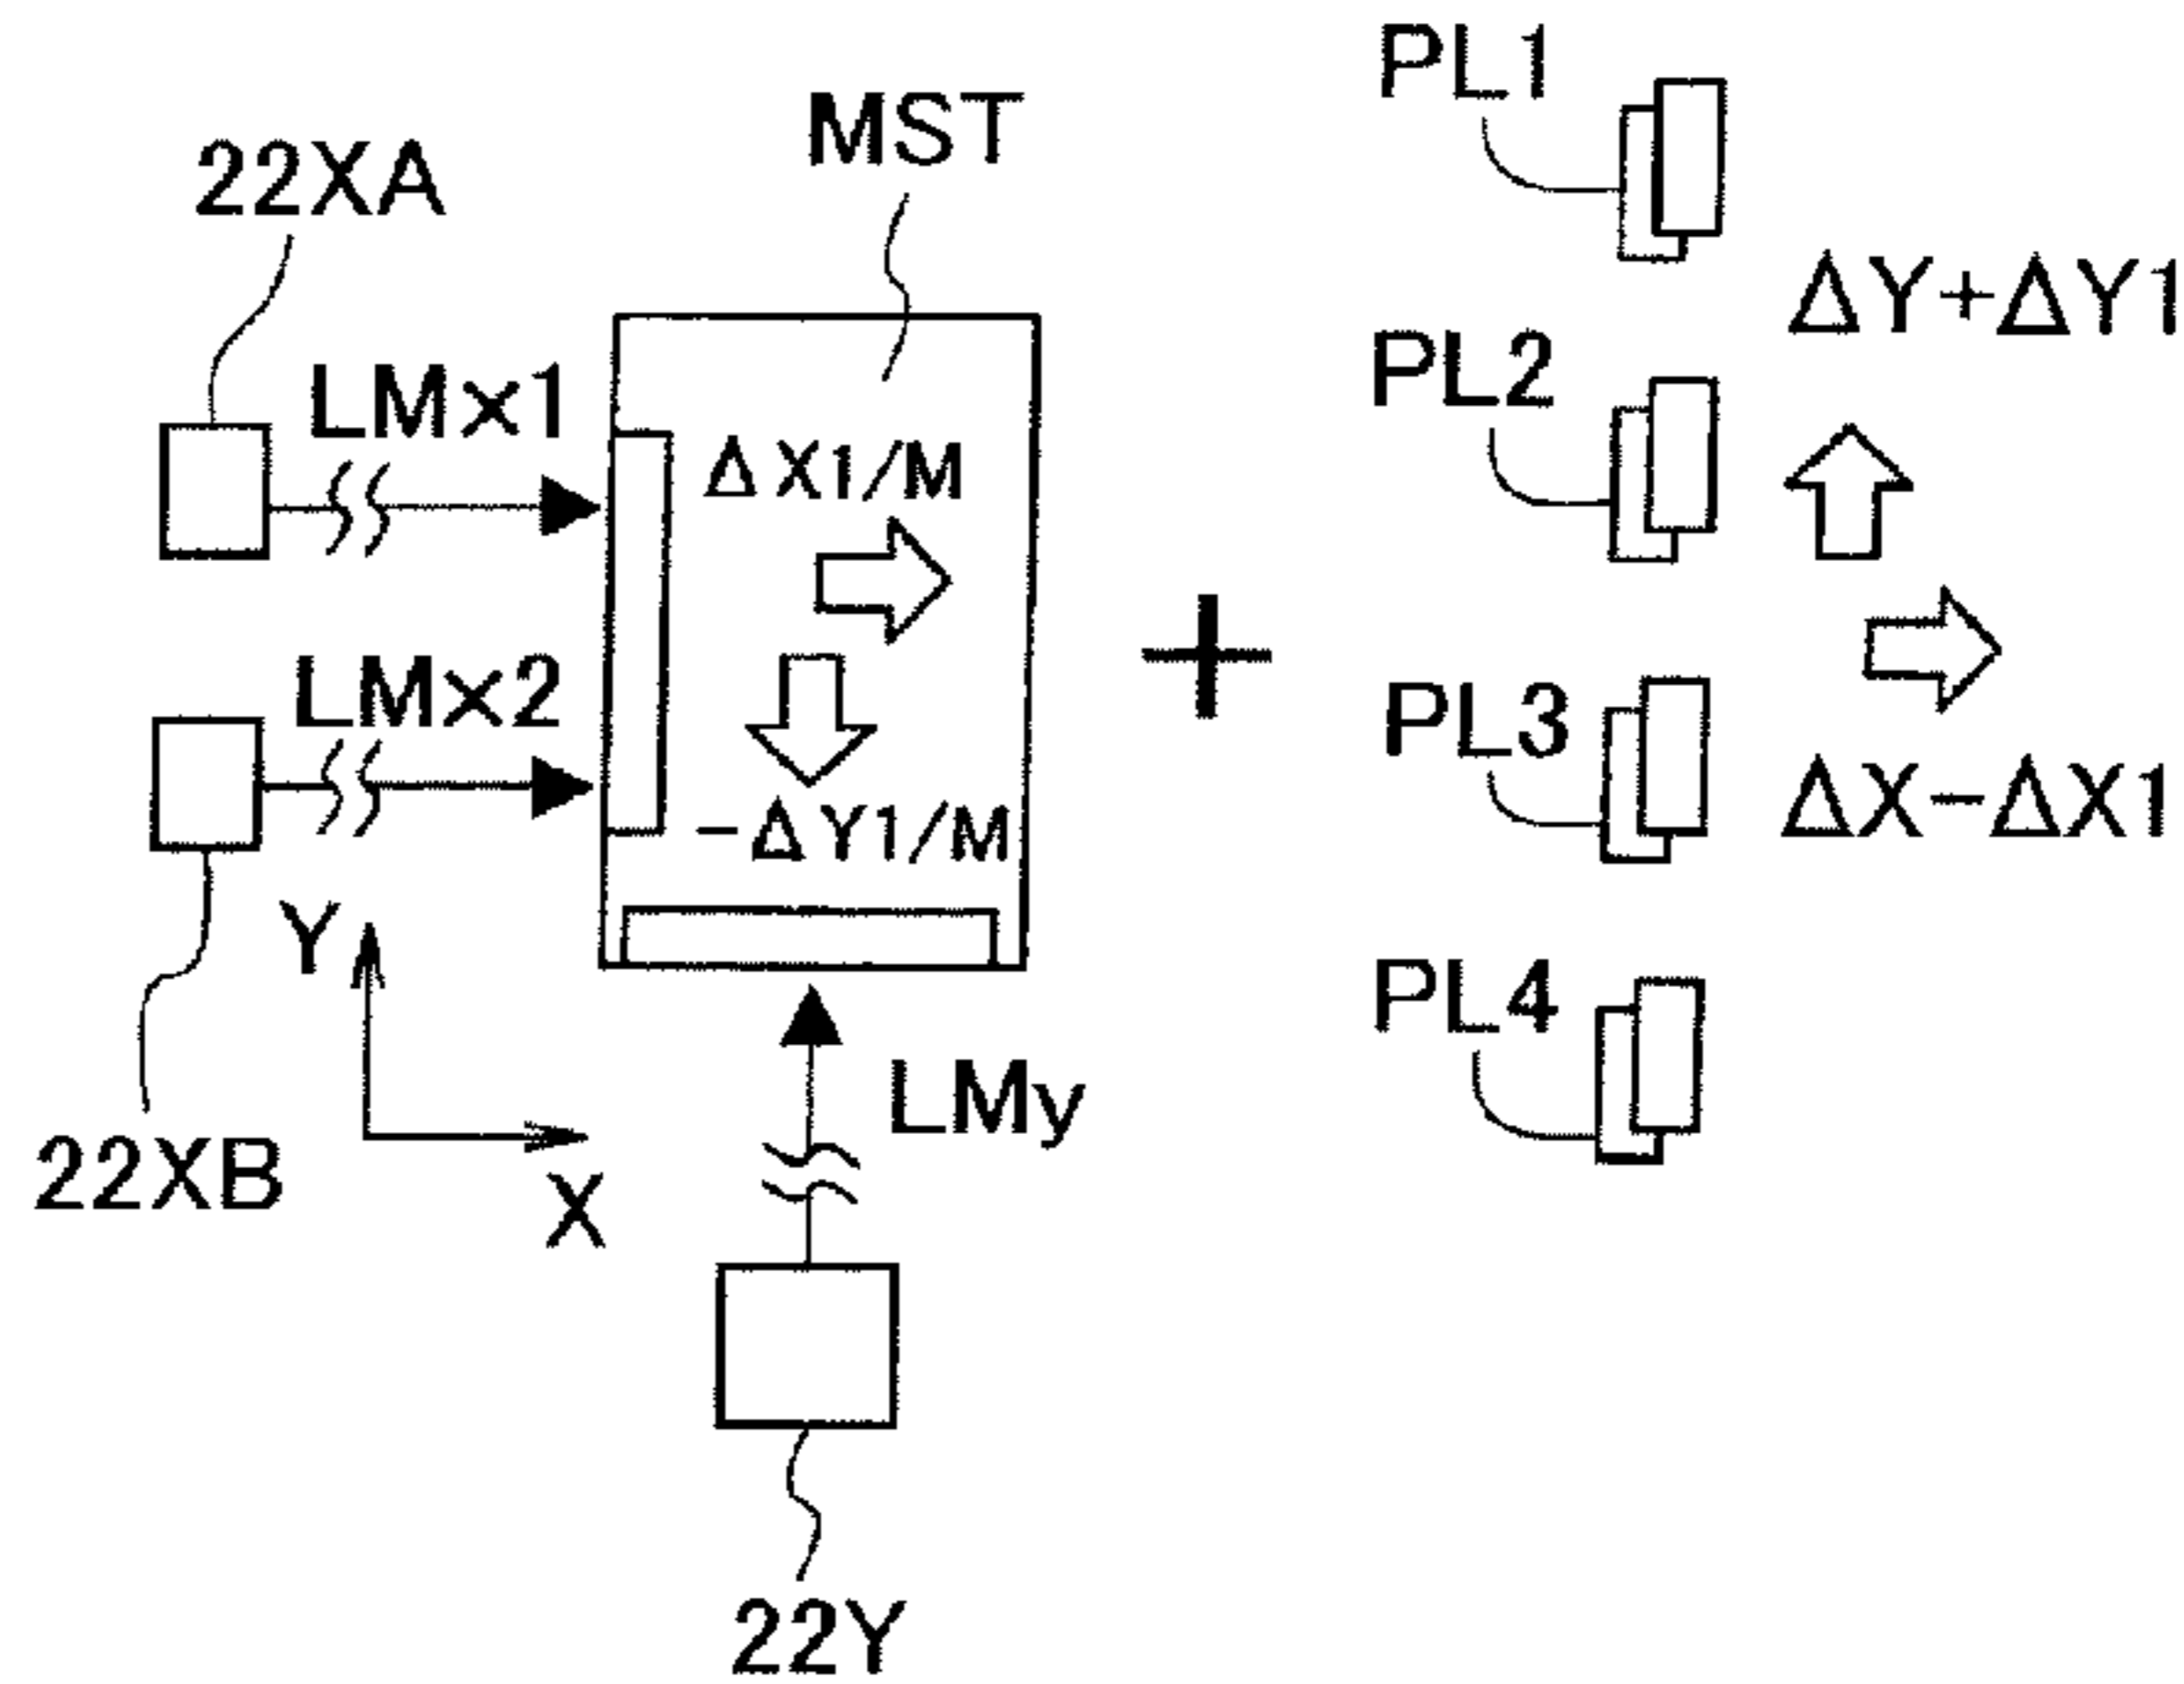 PL1
MST
22XA
ΔY+ΔY1
PL2
LMx1
ΔX1/M
LMx2
PL3
ΔX-ΔX1
-ΔY1/M
Y
PL4
LMy
22XB
X
22Y